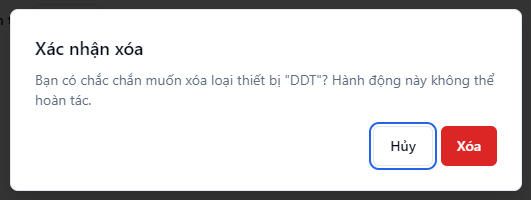 Xác nhận xóa
Bạn có chắc chắn muốn xóa loại thiết bị "DDT"? Hành động này không thể
hoàn tác.
Hủy
Xóa